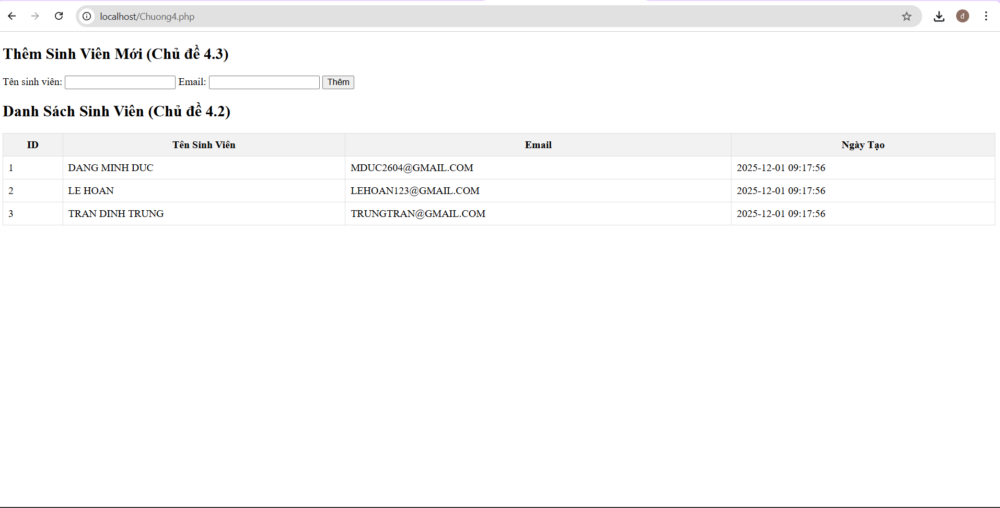 localhost/Chuong4.php
đ
Thêm Sinh Viên Mới (Chủ đề 4.3)
Tên sinh viên: Email: Thêm
Danh Sách Sinh Viên (Chủ đề 4.2)
ID Tên Sinh Viên Email Ngày Tạo
1 DANG MINH DUC MDUC2604@GMAIL.COM 2025-12-01 09:17:56
2 LE HOAN LEHOAN123@GMAIL.COM 2025-12-01 09:17:56
3 TRAN DINH TRUNG TRUNGTRAN@GMAIL.COM 2025-12-01 09:17:56